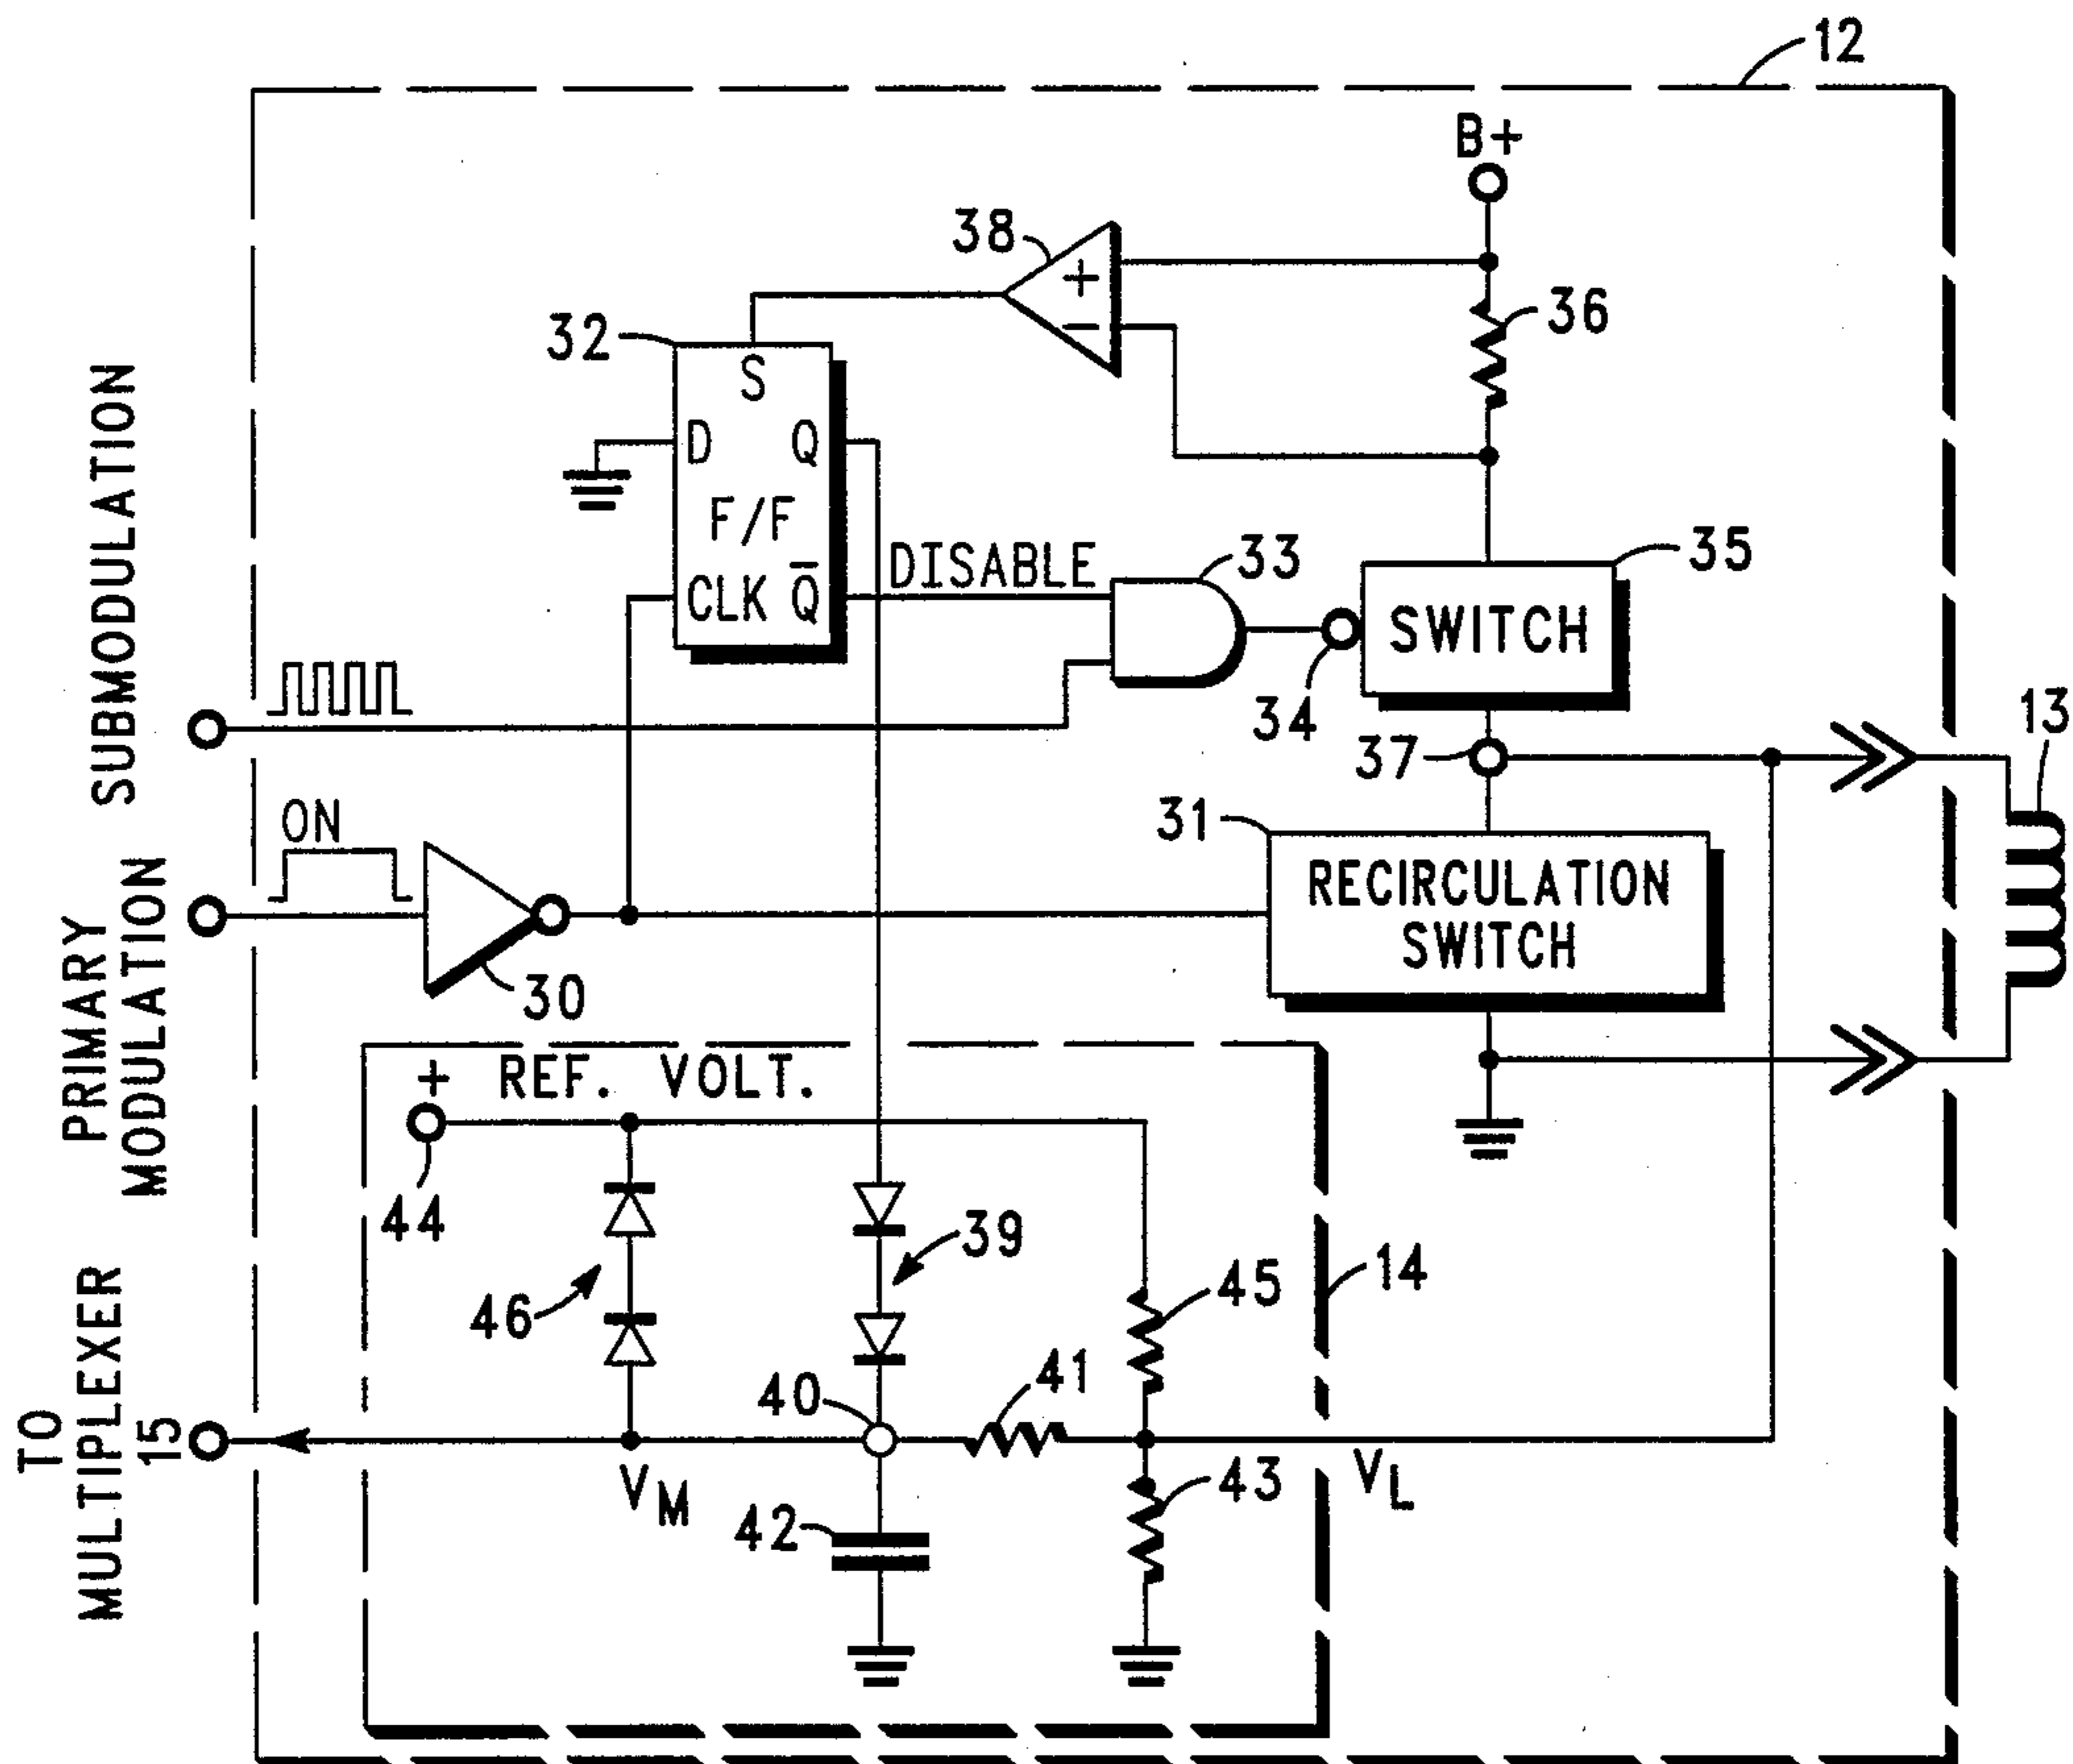 12
B+
38
36
32
S
D Q
F/F
CLK Q̅
DISABLE
33
35
SWITCH
34
37
13
SUBMODULATION
ON
PRIMARY
MODULATION
30
31
RECIRCULATION
SWITCH
+ REF. VOLT.
44
46
39
45
14
40
41
TO
MULTIPLEXER
15
VM
VL
42
43
+
−